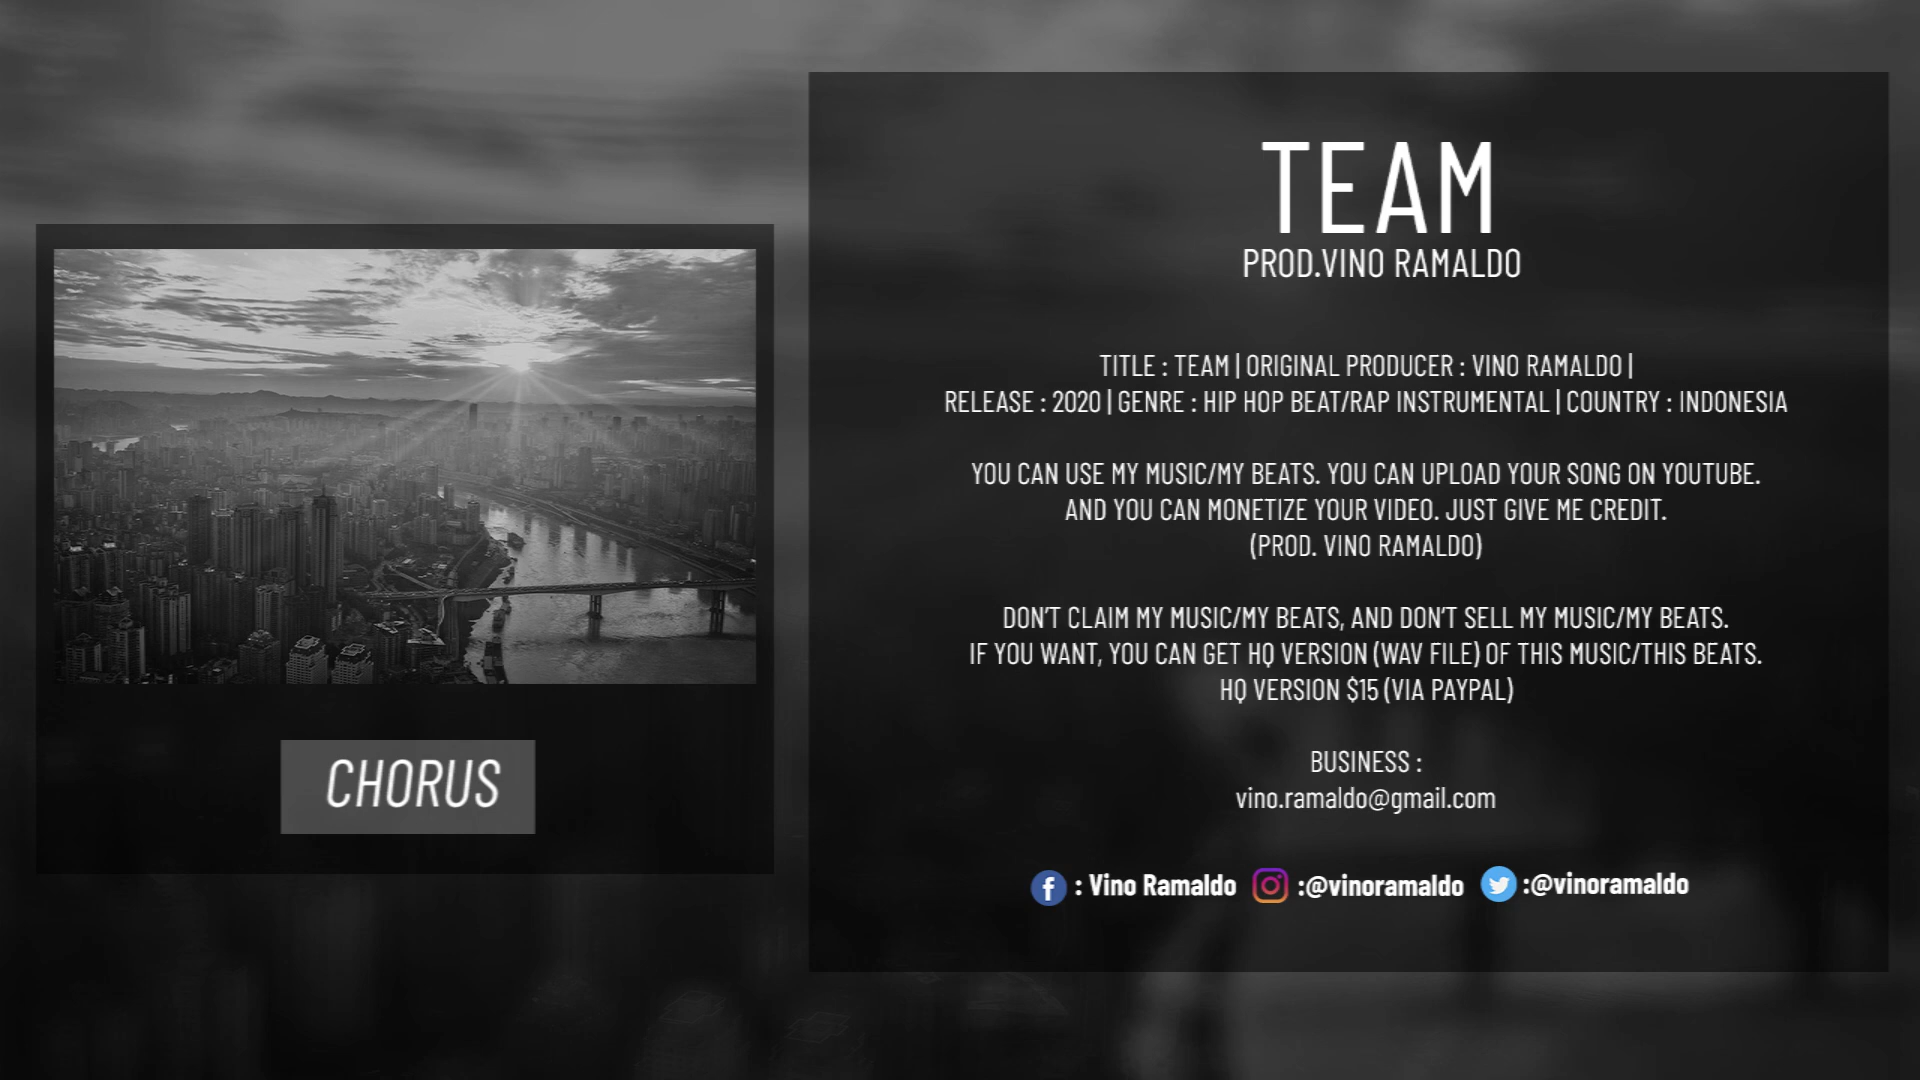 TEAM
PROD.VINO RAMALDO
TITLE : TEAM | ORIGINAL PRODUCER : VINO RAMALDO |
RELEASE : 2020 | GENRE : HIP HOP BEAT/RAP INSTRUMENTAL | COUNTRY : INDONESIA
YOU CAN USE MY MUSIC/MY BEATS. YOU CAN UPLOAD YOUR SONG ON YOUTUBE.
AND YOU CAN MONETIZE YOUR VIDEO. JUST GIVE ME CREDIT.
(PROD. VINO RAMALDO)
DON'T CLAIM MY MUSIC/MY BEATS, AND DON'T SELL MY MUSIC/MY BEATS.
IF YOU WANT, YOU CAN GET HQ VERSION (WAV FILE) OF THIS MUSIC/THIS BEATS.
HQ VERSION $15 (VIA PAYPAL)
BUSINESS :
vino.ramaldo@gmail.com
: Vino Ramaldo :@vinoramaldo :@vinoramaldo
CHORUS